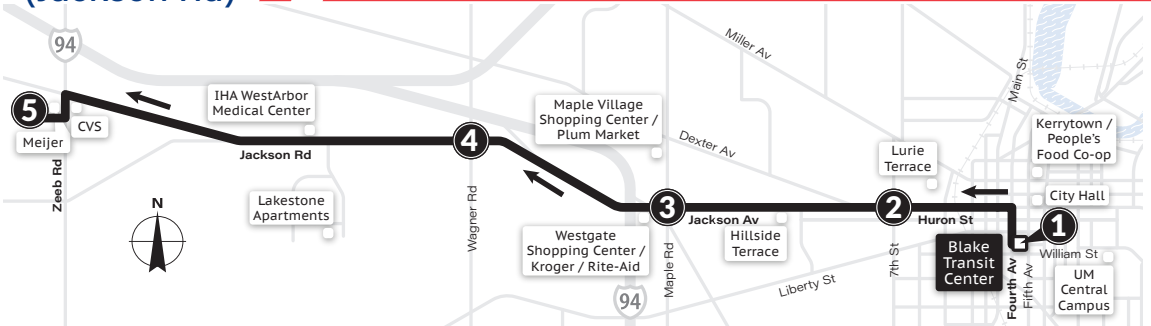 (Jackson Rd)
94
Miller Av
Main St
IHA WestArbor
Medical Center
Maple Village
Shopping Center /
Plum Market
Kerrytown /
People's
Food Co-op
5
CVS
Meijer
4
Dexter Av
Lurie
Terrace
City Hall
Jackson Rd
Zeeb Rd
Lakestone
Apartments
N
Wagner Rd
3
Jackson Av
2
Huron St
1
Westgate
Shopping Center /
Kroger / Rite-Aid
Maple Rd
Hillside
Terrace
7th St
Blake
Transit
Center
William St
Fourth Av
Fifth Av
UM
Central
Campus
Liberty St
94